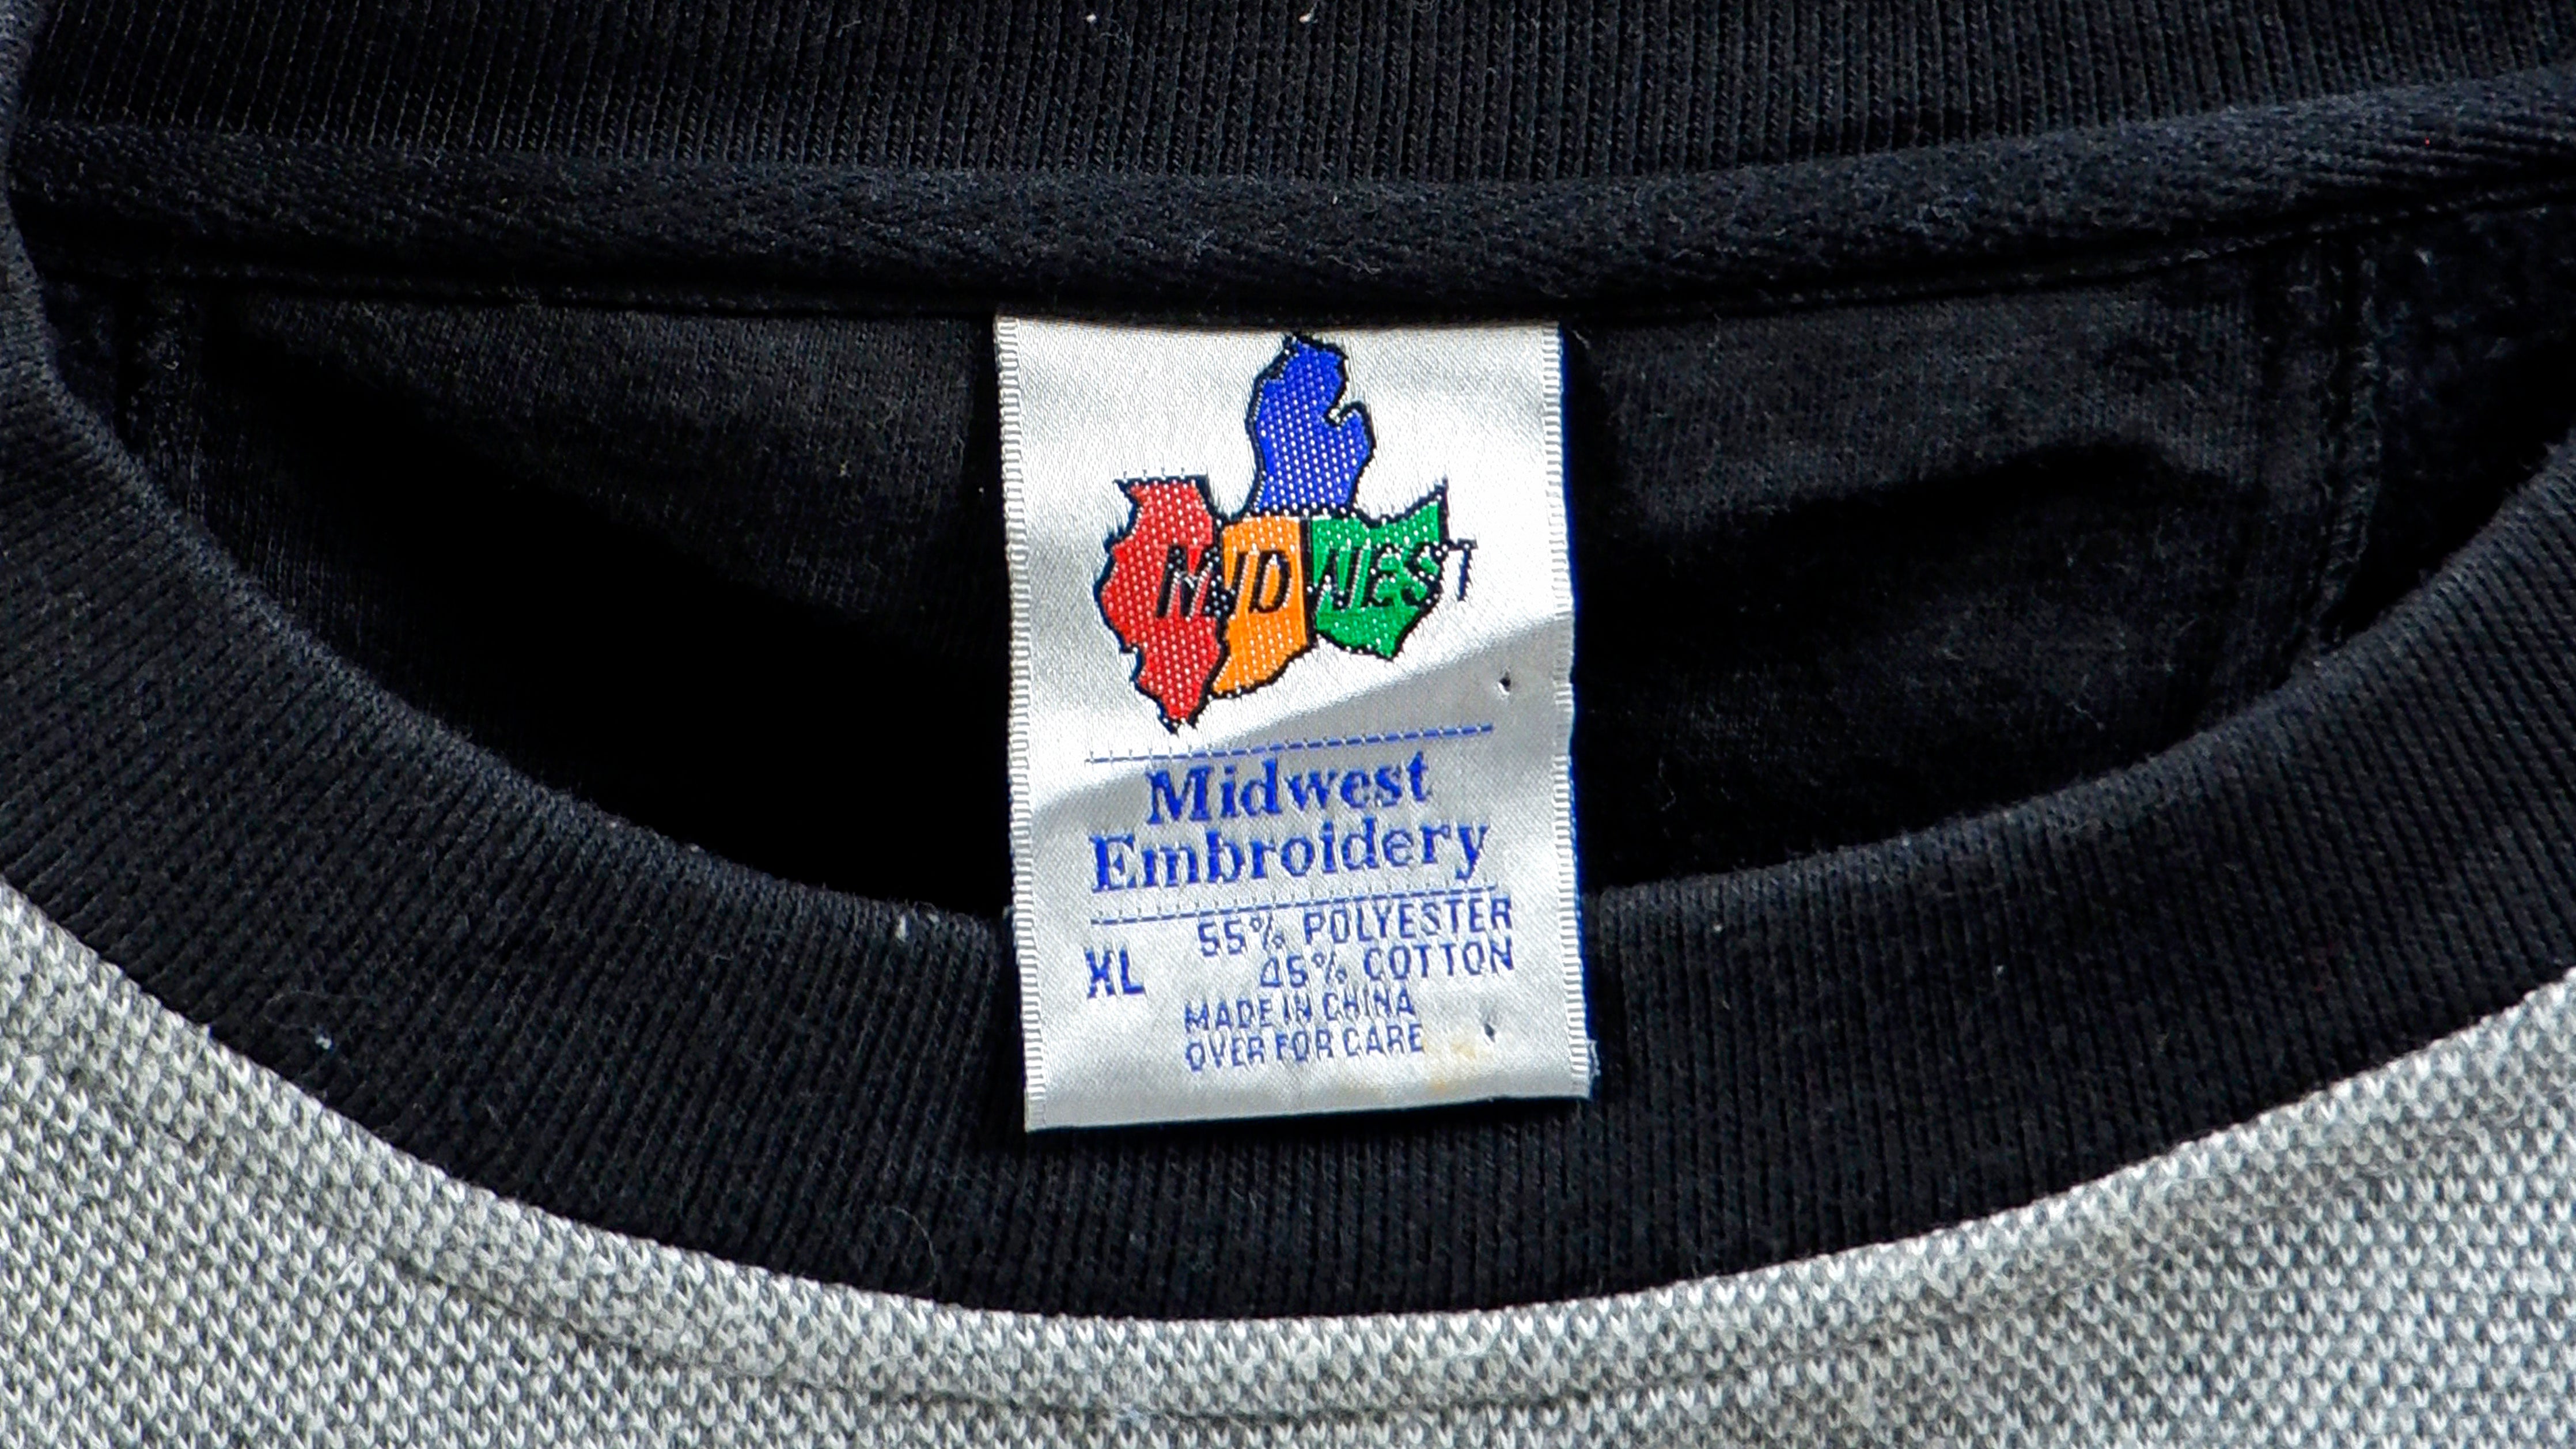 MIDWEST
Midwest
Embroidery
55% POLYESTER
XL 45% COTTON
MADE IN CHINA
OVER FOR CARE